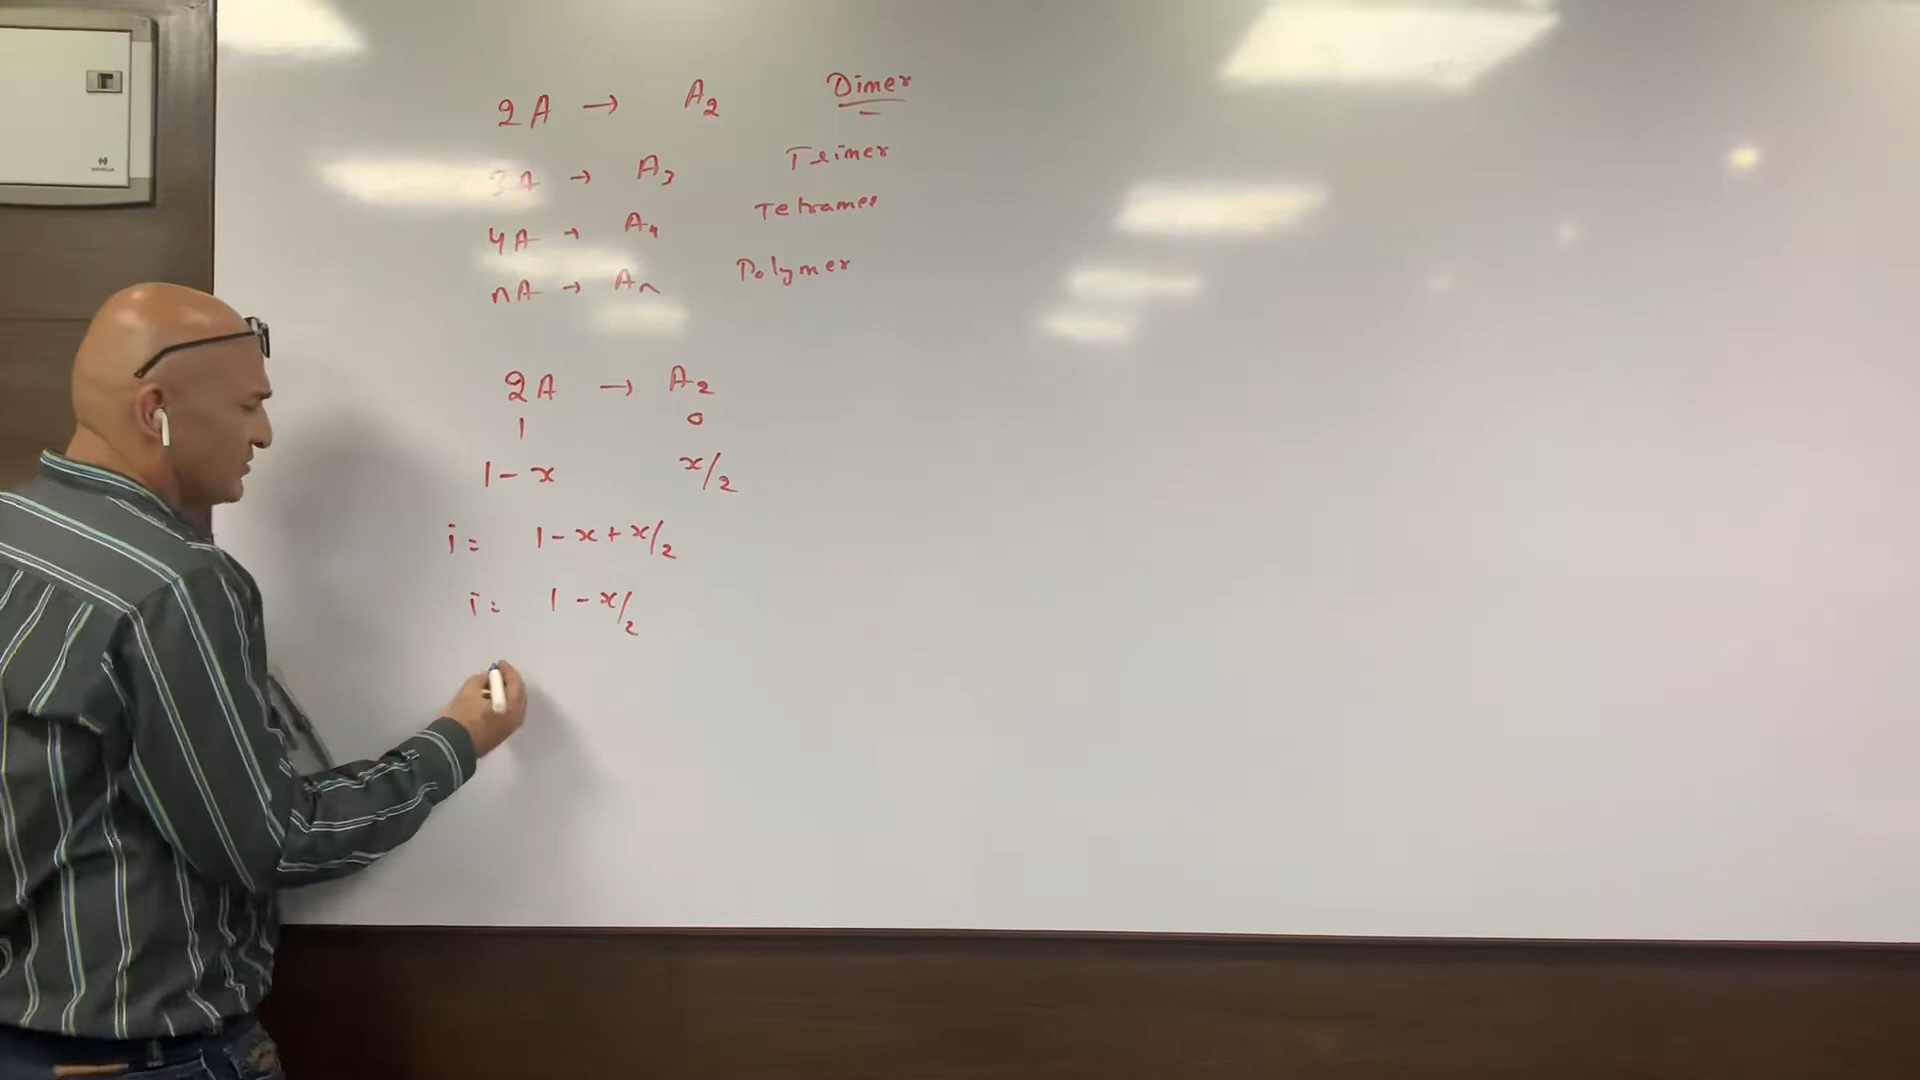 2A → A₂ Dimer
3A → A₃ Trimer
4A → A₄ Tetramer
nA → Aₙ Polymer
2A → A₂
1 0
1 - x x/2
i = 1 - x + x/2
i = 1 - x/2